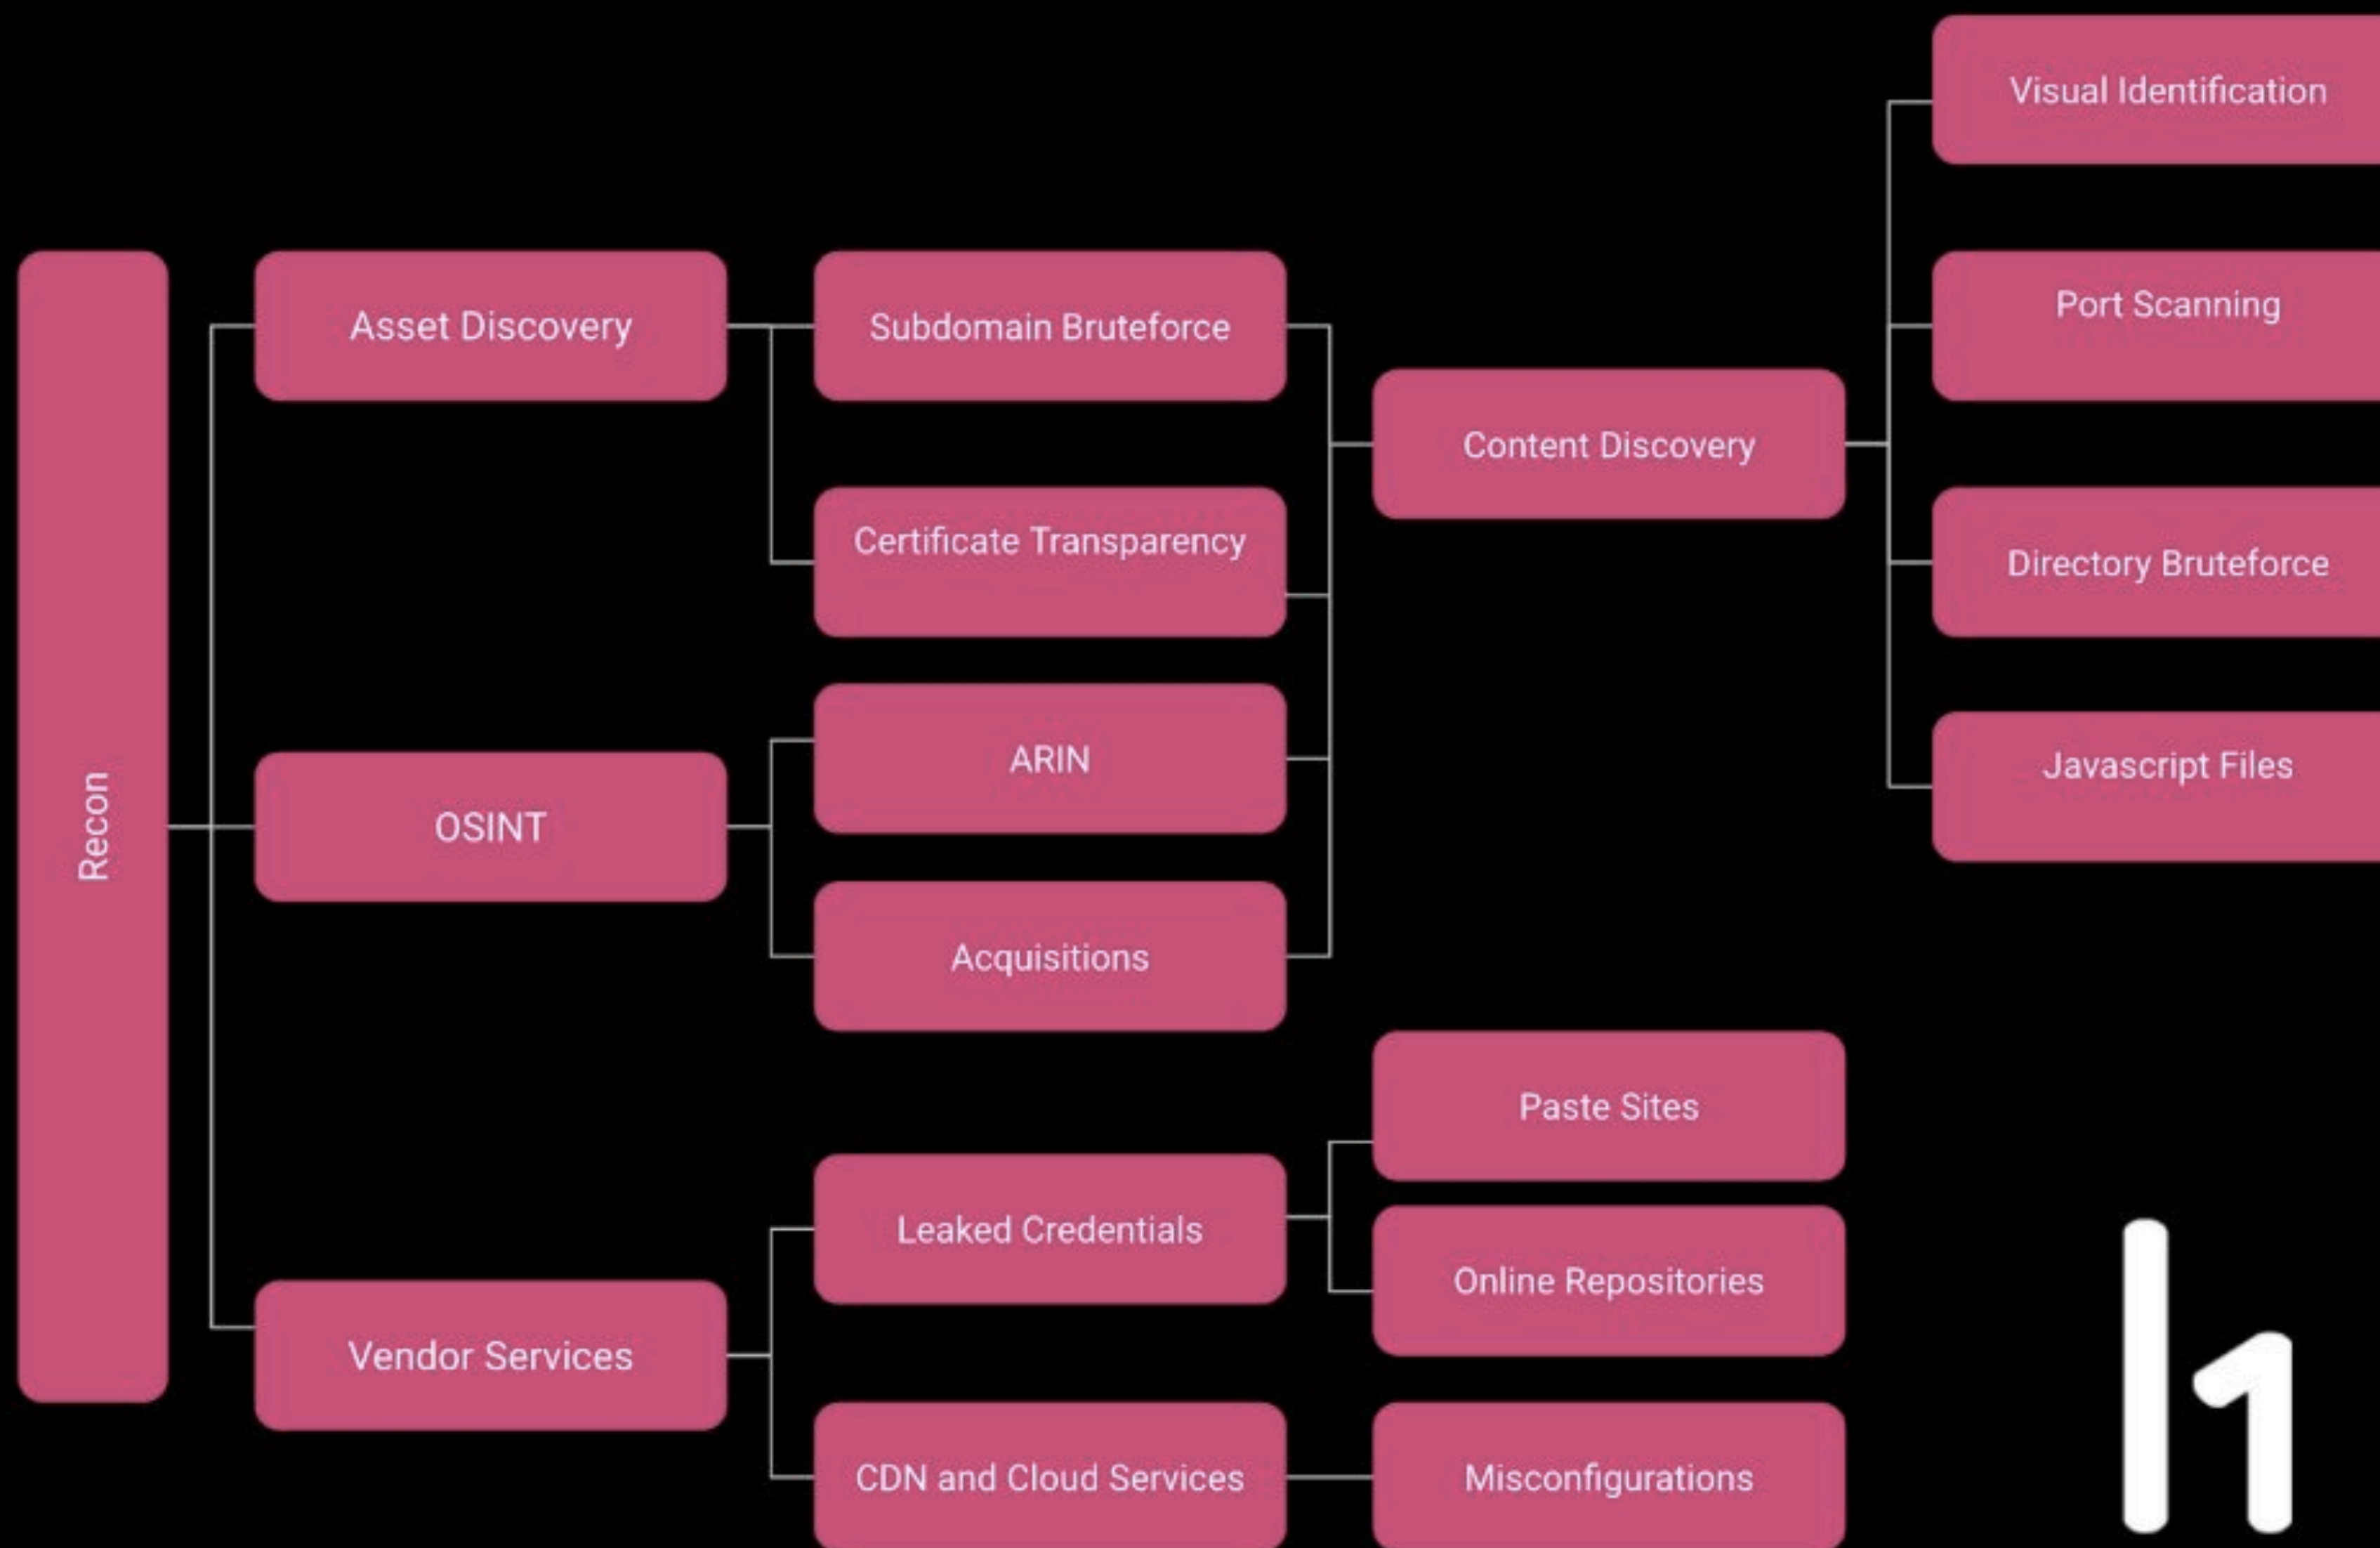 Recon
Asset Discovery
OSINT
Vendor Services
Subdomain Bruteforce
Certificate Transparency
ARIN
Acquisitions
Leaked Credentials
CDN and Cloud Services
Content Discovery
Paste Sites
Online Repositories
Misconfigurations
Visual Identification
Port Scanning
Directory Bruteforce
Javascript Files
h1